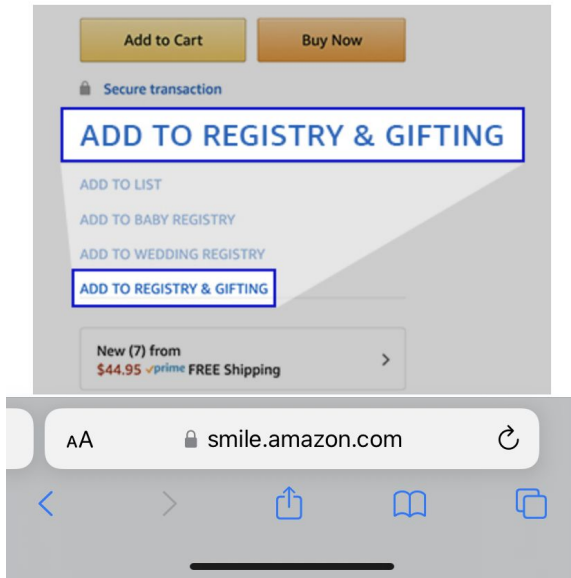 Add to Cart Buy Now
Secure transaction
ADD TO REGISTRY & GIFTING
ADD TO LIST
ADD TO BABY REGISTRY
ADD TO WEDDING REGISTRY
ADD TO REGISTRY & GIFTING
New (7) from
$44.95 prime FREE Shipping
AA smile.amazon.com